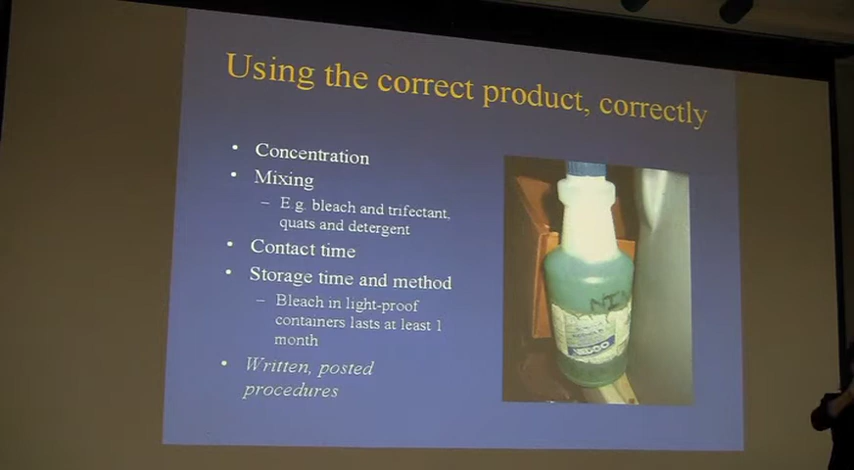 Using the correct product, correctly
• Concentration
• Mixing
– E.g. bleach and trifectant,
quats and detergent
• Contact time
• Storage time and method
– Bleach in light-proof
containers lasts at least 1
month
• Written, posted
procedures